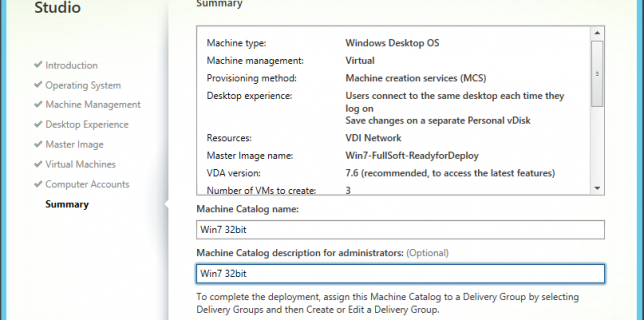 Studio
Summary
Introduction
Operating System
Machine Management
Desktop Experience
Master Image
Virtual Machines
Computer Accounts
Summary
Machine type: Windows Desktop OS
Machine management: Virtual
Provisioning method: Machine creation services (MCS)
Desktop experience: Users connect to the same desktop each time they
log on
Save changes on a separate Personal vDisk
Resources: VDI Network
Master Image name: Win7-FullSoft-ReadyforDeploy
VDA version: 7.6 (recommended, to access the latest features)
Number of VMs to create: 3
Machine Catalog name:
Win7 32bit
Machine Catalog description for administrators: (Optional)
Win7 32bit
To complete the deployment, assign this Machine Catalog to a Delivery Group by selecting
Delivery Groups and then Create or Edit a Delivery Group.